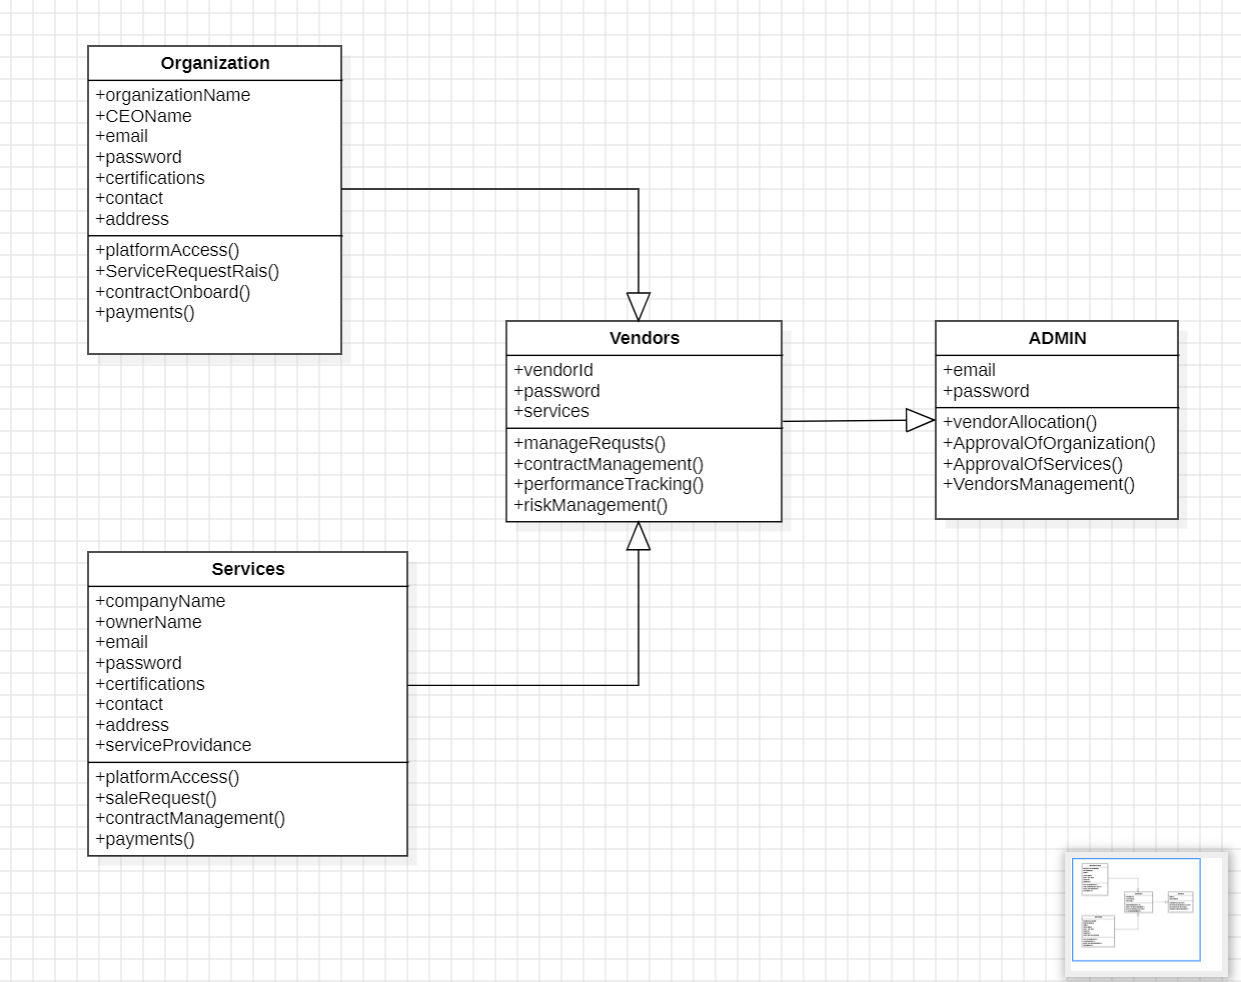 Organization
+organizationName
+CEOName
+email
+password
+certifications
+contact
+address
+platformAccess()
+ServiceRequestRais()
+contractOnboard()
+payments()
Vendors
+vendorId
+password
+services
+manageRequsts()
+contractManagement()
+performanceTracking()
+riskManagement()
ADMIN
+email
+password
+vendorAllocation()
+ApprovalOfOrganization()
+ApprovalOfServices()
+VendorsManagement()
Services
+companyName
+ownerName
+email
+password
+certifications
+contact
+address
+serviceProvidance
+platformAccess()
+saleRequest()
+contractManagement()
+payments()